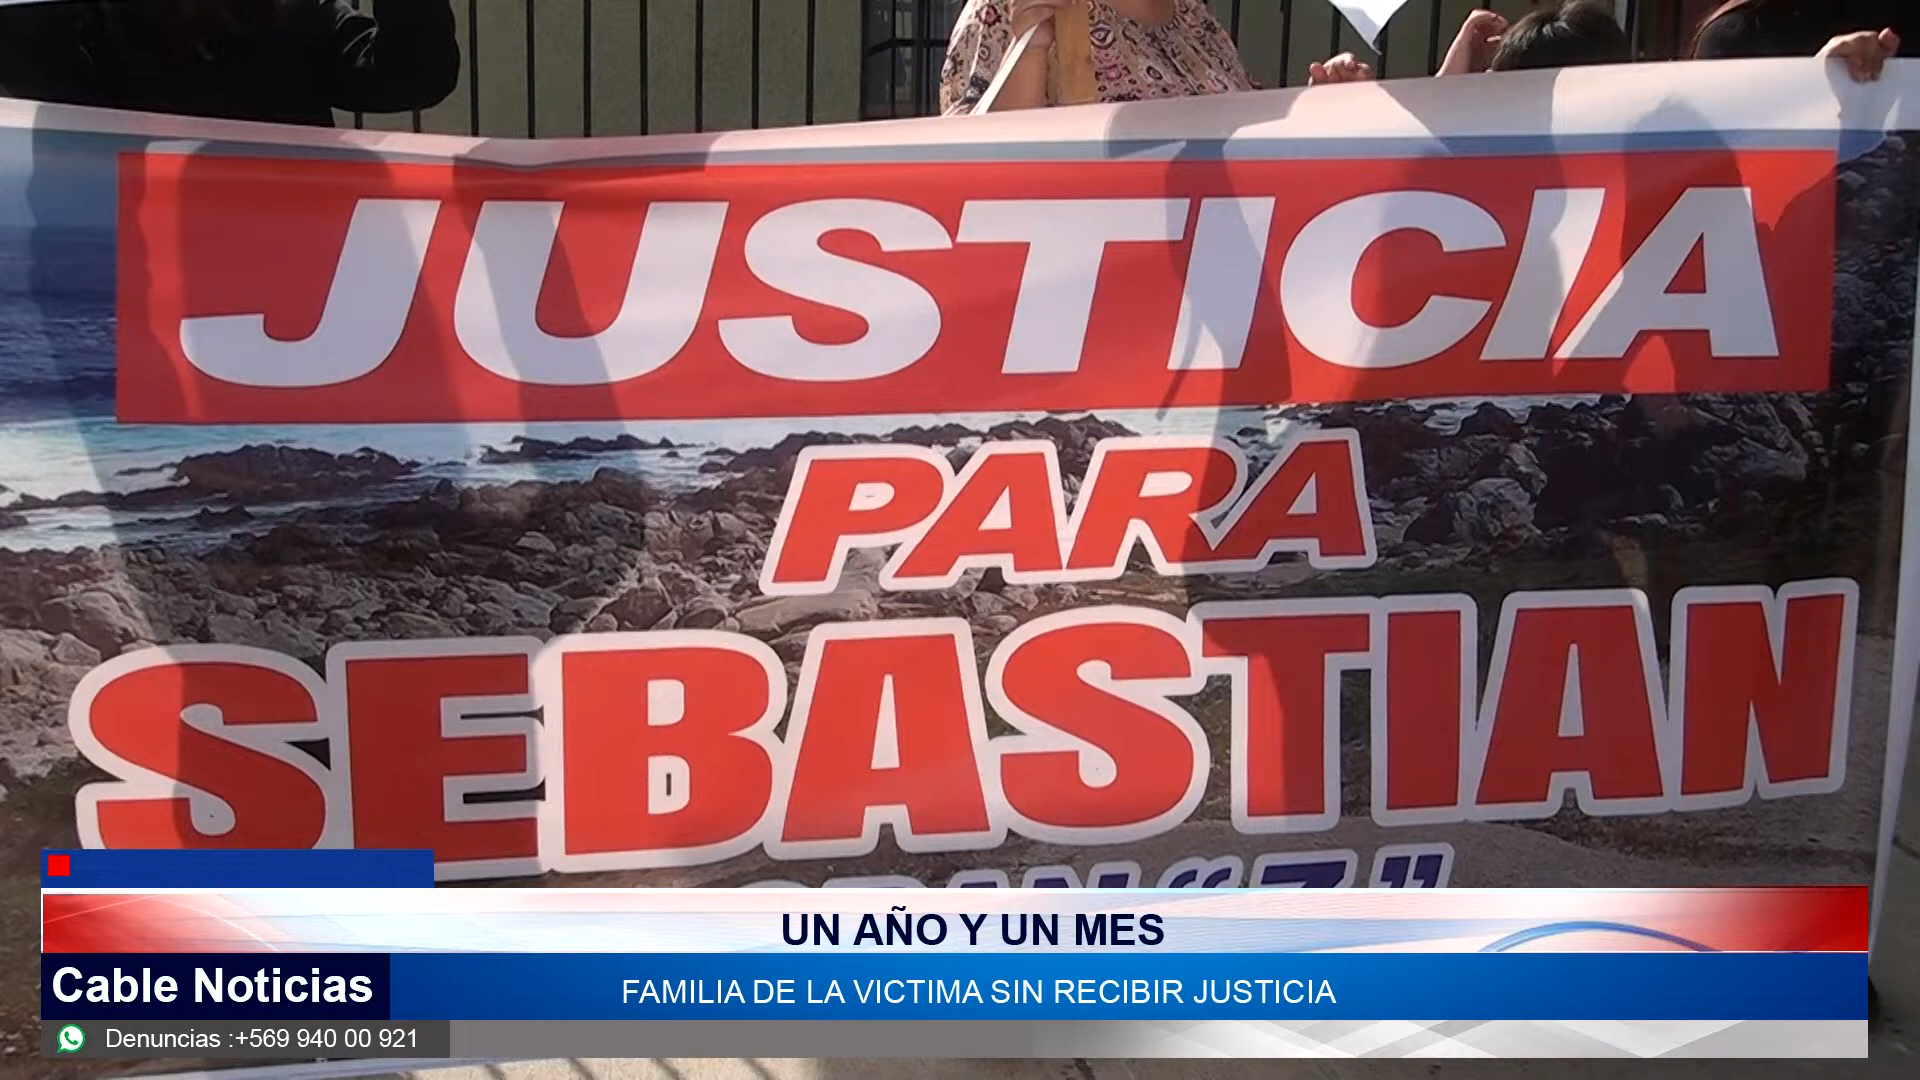 JUSTICIA
PARA
SEBASTIAN
"Z"
UN AÑO Y UN MES
Cable Noticias
FAMILIA DE LA VICTIMA SIN RECIBIR JUSTICIA
Denuncias :+569 940 00 921